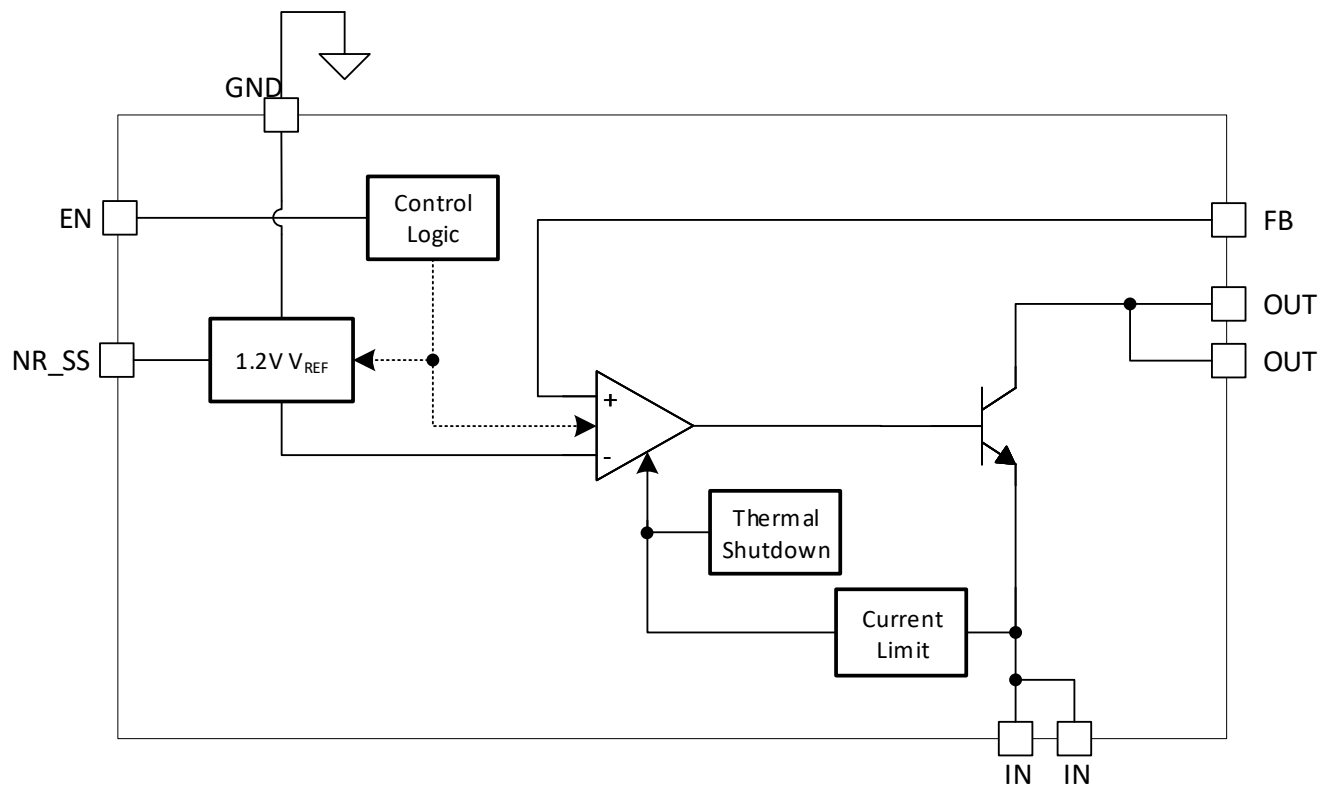 GND
EN
Control
Logic
FB
OUT
NR_SS
1.2V VREF
OUT
+
-
Thermal
Shutdown
Current
Limit
IN
IN